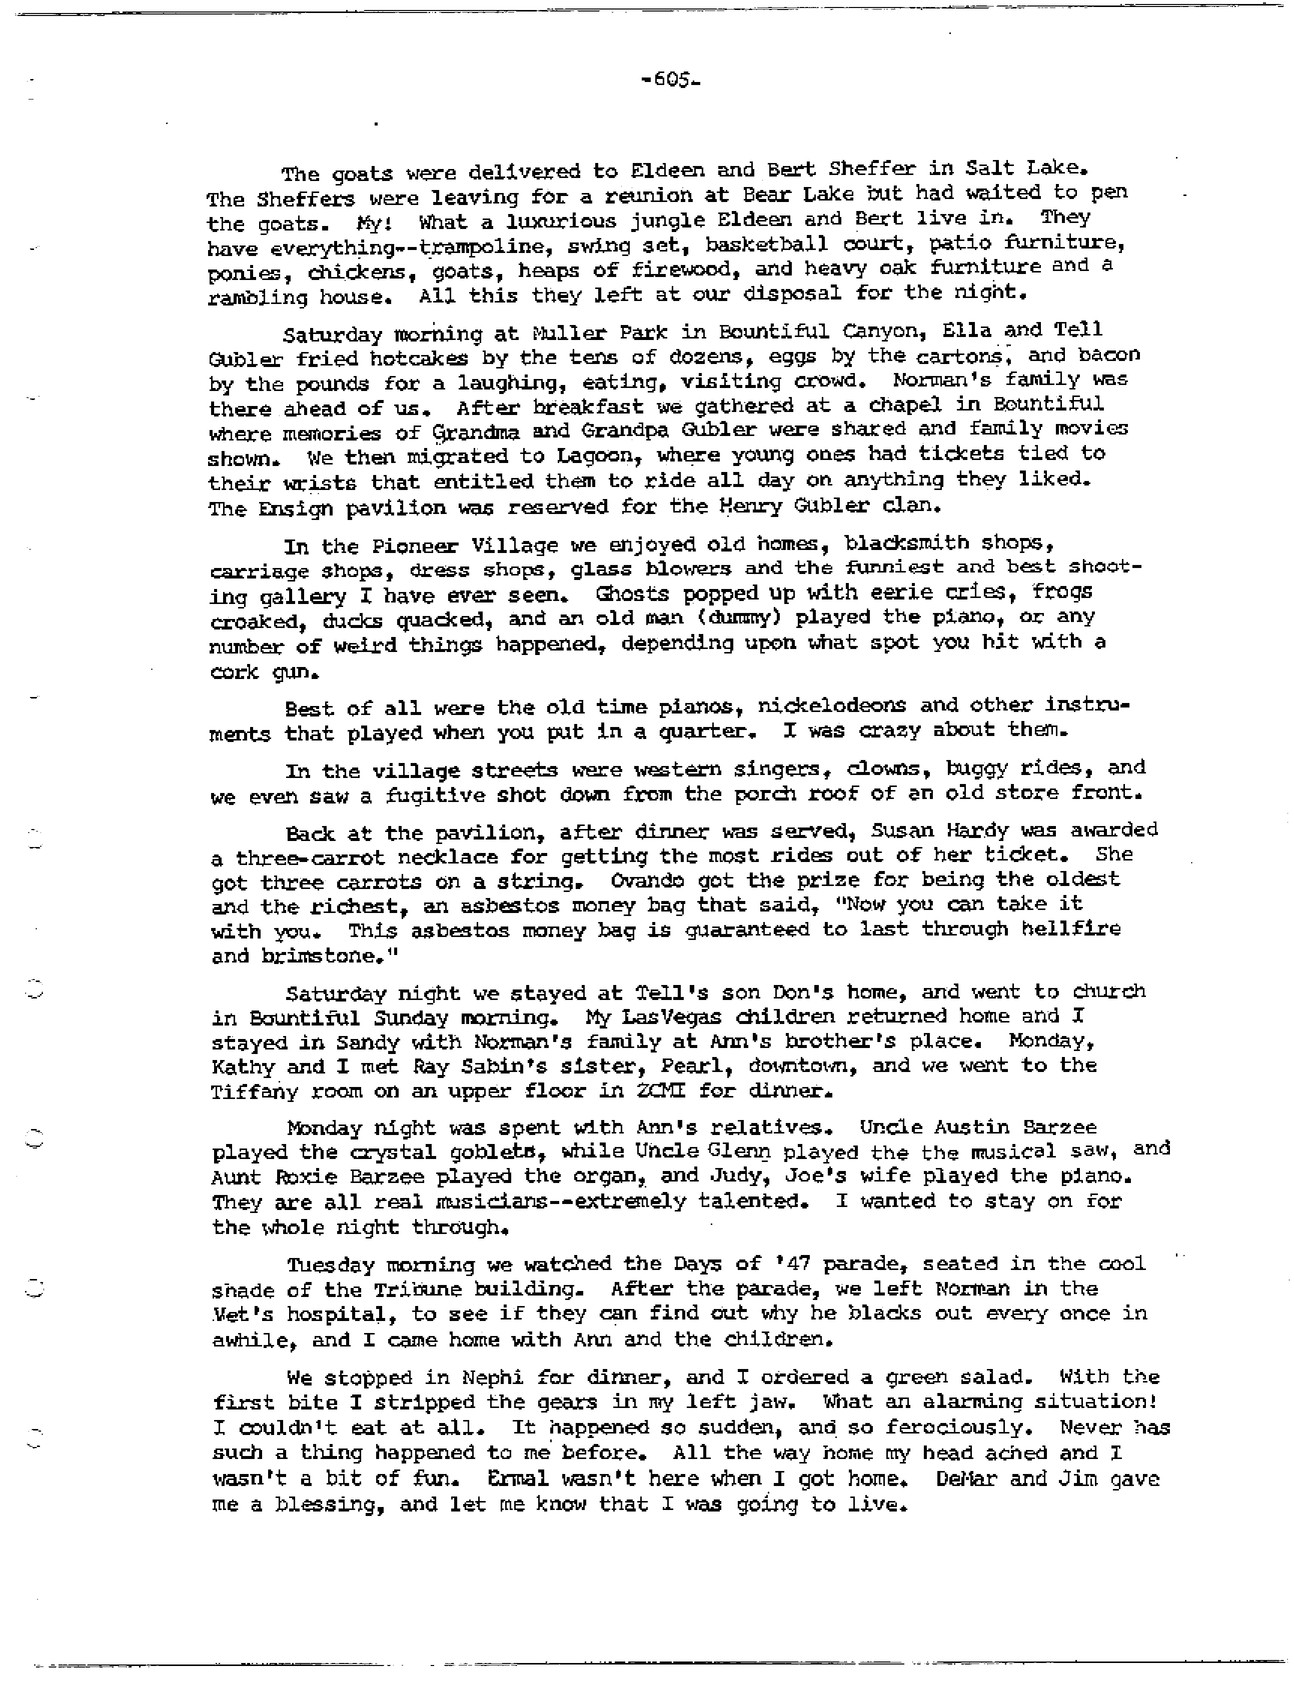 -605-
The goats were delivered to Eldeen and Bert Sheffer in Salt Lake.
The Sheffers were leaving for a reunion at Bear Lake but had waited to pen
the goats. My! What a luxurious jungle Eldeen and Bert live in. They
have everything--trampoline, swing set, basketball court, patio furniture,
ponies, chickens, goats, heaps of firewood, and heavy oak furniture and a
rambling house. All this they left at our disposal for the night.
Saturday morning at Muller Park in Bountiful Canyon, Ella and Tell
Gubler fried hotcakes by the tens of dozens, eggs by the cartons, and bacon
by the pounds for a laughing, eating, visiting crowd. Norman's family was
there ahead of us. After breakfast we gathered at a chapel in Bountiful
where memories of Grandma and Grandpa Gubler were shared and family movies
shown. We then migrated to Lagoon, where young ones had tickets tied to
their wrists that entitled them to ride all day on anything they liked.
The Ensign pavilion was reserved for the Henry Gubler clan.
In the Pioneer Village we enjoyed old homes, blacksmith shops,
carriage shops, dress shops, glass blowers and the funniest and best shoot-
ing gallery I have ever seen. Ghosts popped up with eerie cries, frogs
croaked, ducks quacked, and an old man (dummy) played the piano, or any
number of weird things happened, depending upon what spot you hit with a
cork gun.
Best of all were the old time pianos, nickelodeons and other instru-
ments that played when you put in a quarter. I was crazy about them.
In the village streets were western singers, clowns, buggy rides, and
we even saw a fugitive shot down from the porch roof of an old store front.
Back at the pavilion, after dinner was served, Susan Hardy was awarded
a three-carrot necklace for getting the most rides out of her ticket. She
got three carrots on a string. Ovando got the prize for being the oldest
and the richest, an asbestos money bag that said, "Now you can take it
with you. This asbestos money bag is guaranteed to last through hellfire
and brimstone."
Saturday night we stayed at Tell's son Don's home, and went to church
in Bountiful Sunday morning. My LasVegas children returned home and I
stayed in Sandy with Norman's family at Ann's brother's place. Monday,
Kathy and I met Ray Sabin's sister, Pearl, downtown, and we went to the
Tiffany room on an upper floor in ZCMI for dinner.
Monday night was spent with Ann's relatives. Uncle Austin Barzee
played the crystal goblets, while Uncle Glenn played the the musical saw, and
Aunt Roxie Barzee played the organ, and Judy, Joe's wife played the piano.
They are all real musicians--extremely talented. I wanted to stay on for
the whole night through.
Tuesday morning we watched the Days of '47 parade, seated in the cool
shade of the Tribune building. After the parade, we left Norman in the
Vet's hospital, to see if they can find out why he blacks out every once in
awhile, and I came home with Ann and the children.
We stopped in Nephi for dinner, and I ordered a green salad. With the
first bite I stripped the gears in my left jaw. What an alarming situation!
I couldn't eat at all. It happened so sudden, and so ferociously. Never has
such a thing happened to me before. All the way home my head ached and I
wasn't a bit of fun. Ermal wasn't here when I got home. DeMar and Jim gave
me a blessing, and let me know that I was going to live.